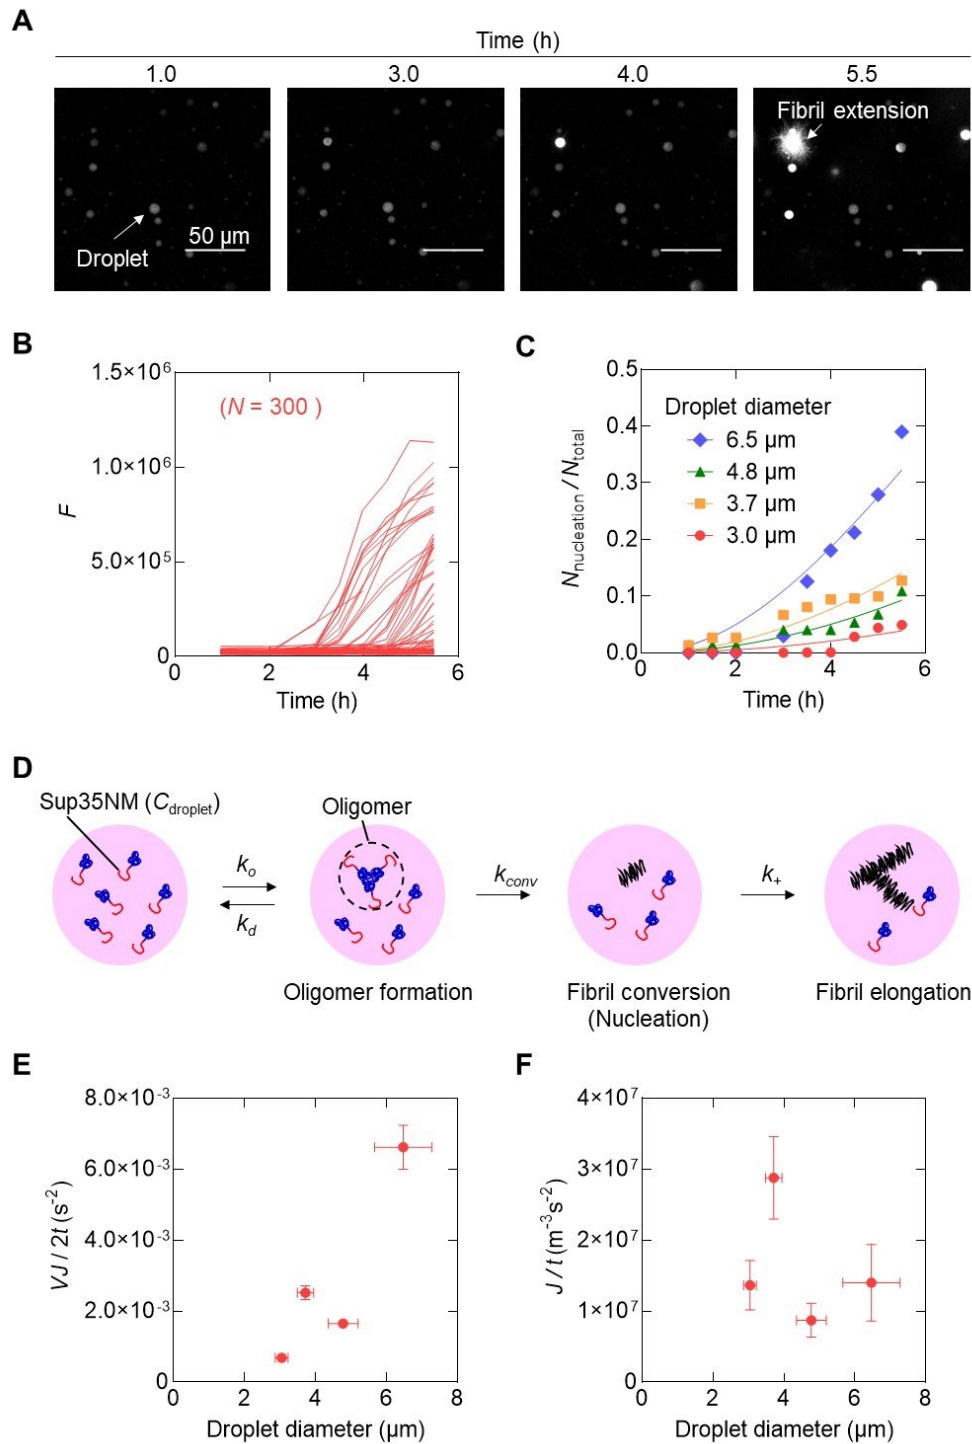 A
Time (h)
1.0 3.0 4.0 5.5
Fibril extension
Droplet
50 µm
B
1.5×10⁶
1.0×10⁶
5.0×10⁵
0
F
(N = 300 )
0 2 4 6
Time (h)
C
0.5
0.4
0.3
0.2
0.1
0.0
N_nucleation / N_total
Droplet diameter
6.5 µm
4.8 µm
3.7 µm
3.0 µm
0 2 4 6
Time (h)
D
Sup35NM (C_droplet)
Oligomer
k_o
k_d
k_conv
k_+
Oligomer formation
Fibril conversion
(Nucleation)
Fibril elongation
E
8.0×10⁻³
6.0×10⁻³
4.0×10⁻³
2.0×10⁻³
0
VJ / 2t (s⁻²)
0 2 4 6 8
Droplet diameter (µm)
F
4×10⁷
3×10⁷
2×10⁷
1×10⁷
0
J / t (m⁻³s⁻²)
0 2 4 6 8
Droplet diameter (µm)